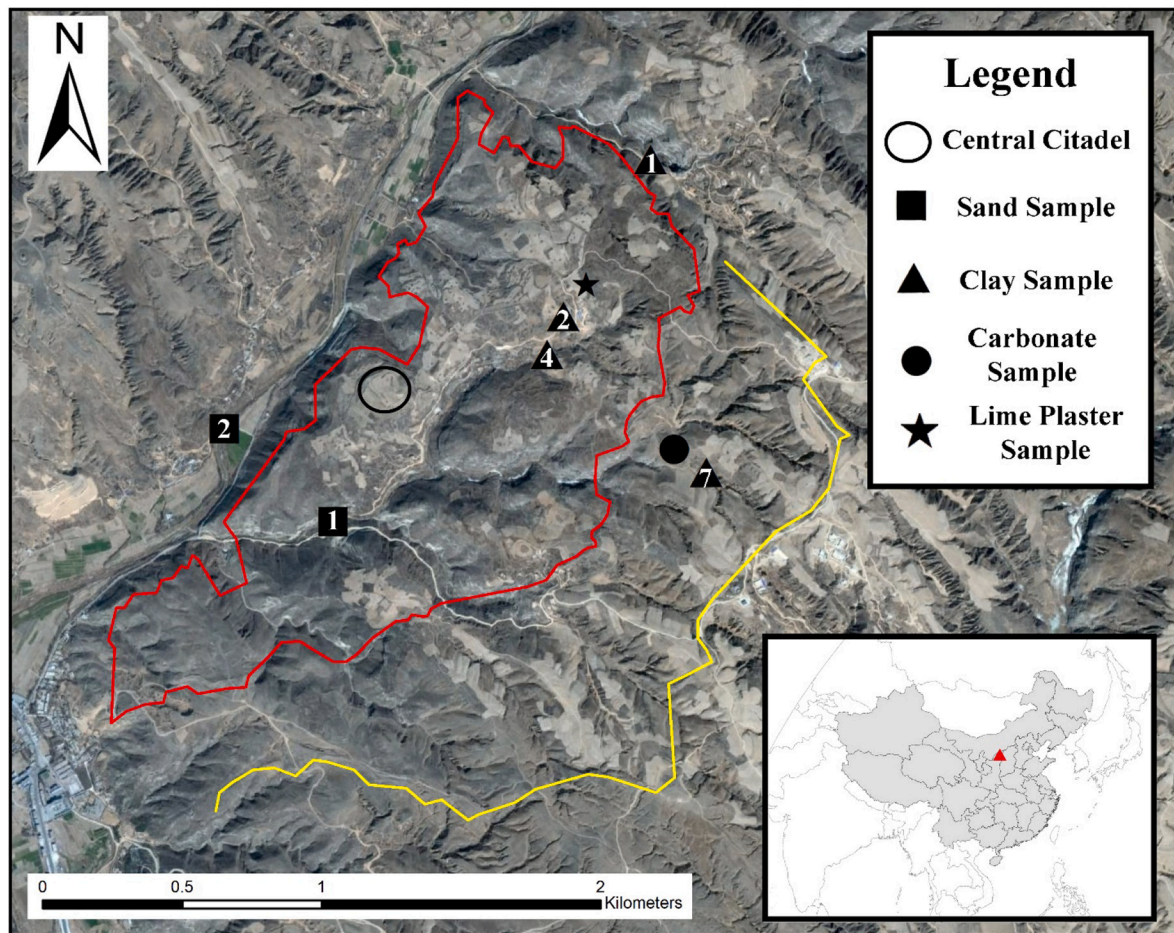 N
Legend
Central Citadel
Sand Sample
Clay Sample
Carbonate
Sample
Lime Plaster
Sample
1
2
4
2
7
1
0 0.5 1 2
Kilometers